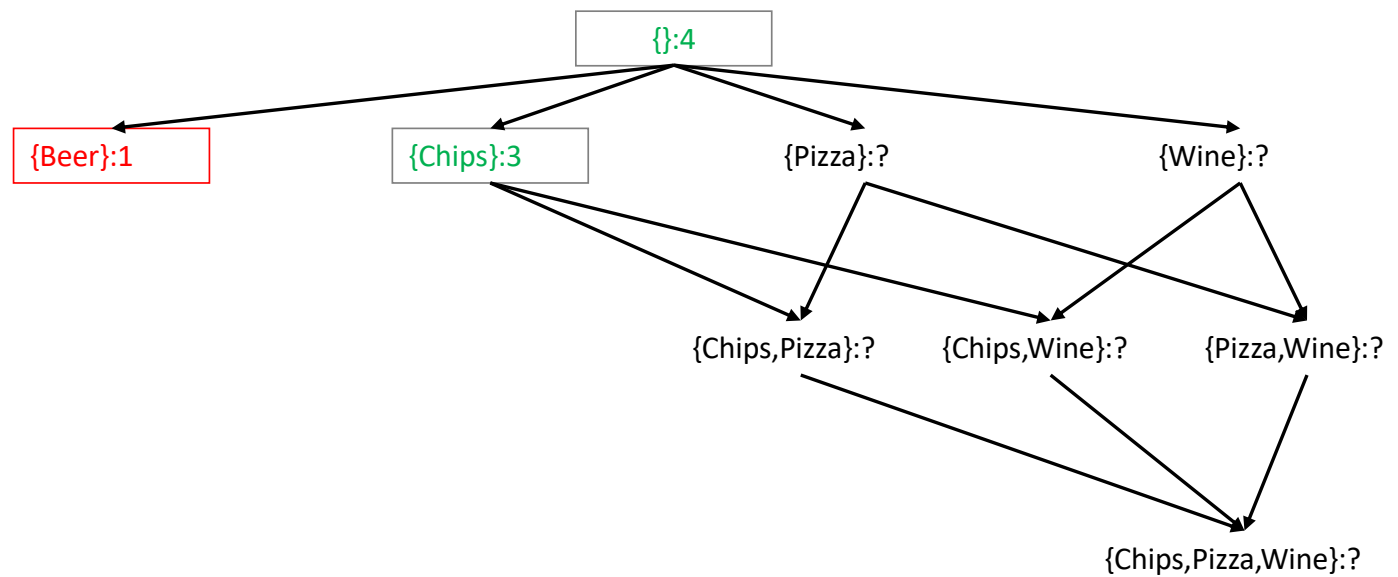 {}:4
{Beer}:1
{Chips}:3
{Pizza}:?
{Wine}:?
{Chips,Pizza}:?
{Chips,Wine}:?
{Pizza,Wine}:?
{Chips,Pizza,Wine}:?